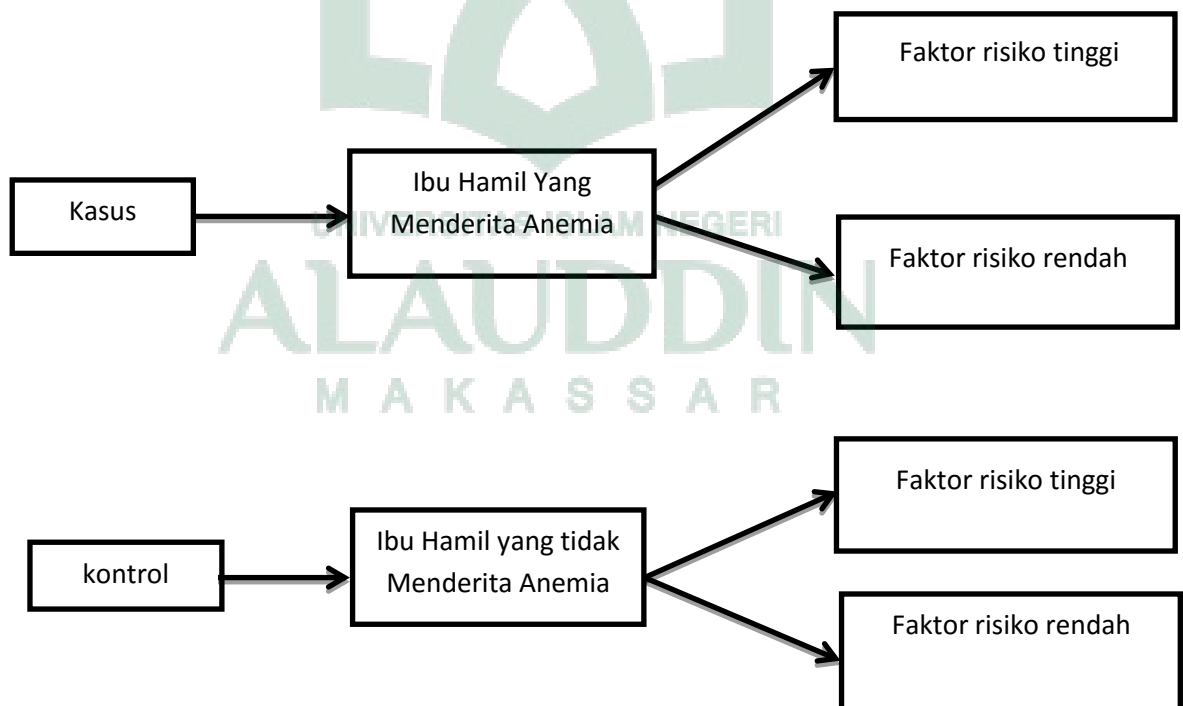 Faktor risiko tinggi
Kasus
Ibu Hamil Yang
Menderita Anemia
Faktor risiko rendah
UNIVERSITAS ISLAM NEGERI
ALAUDDIN
MAKASSAR
Faktor risiko tinggi
kontrol
Ibu Hamil yang tidak
Menderita Anemia
Faktor risiko rendah